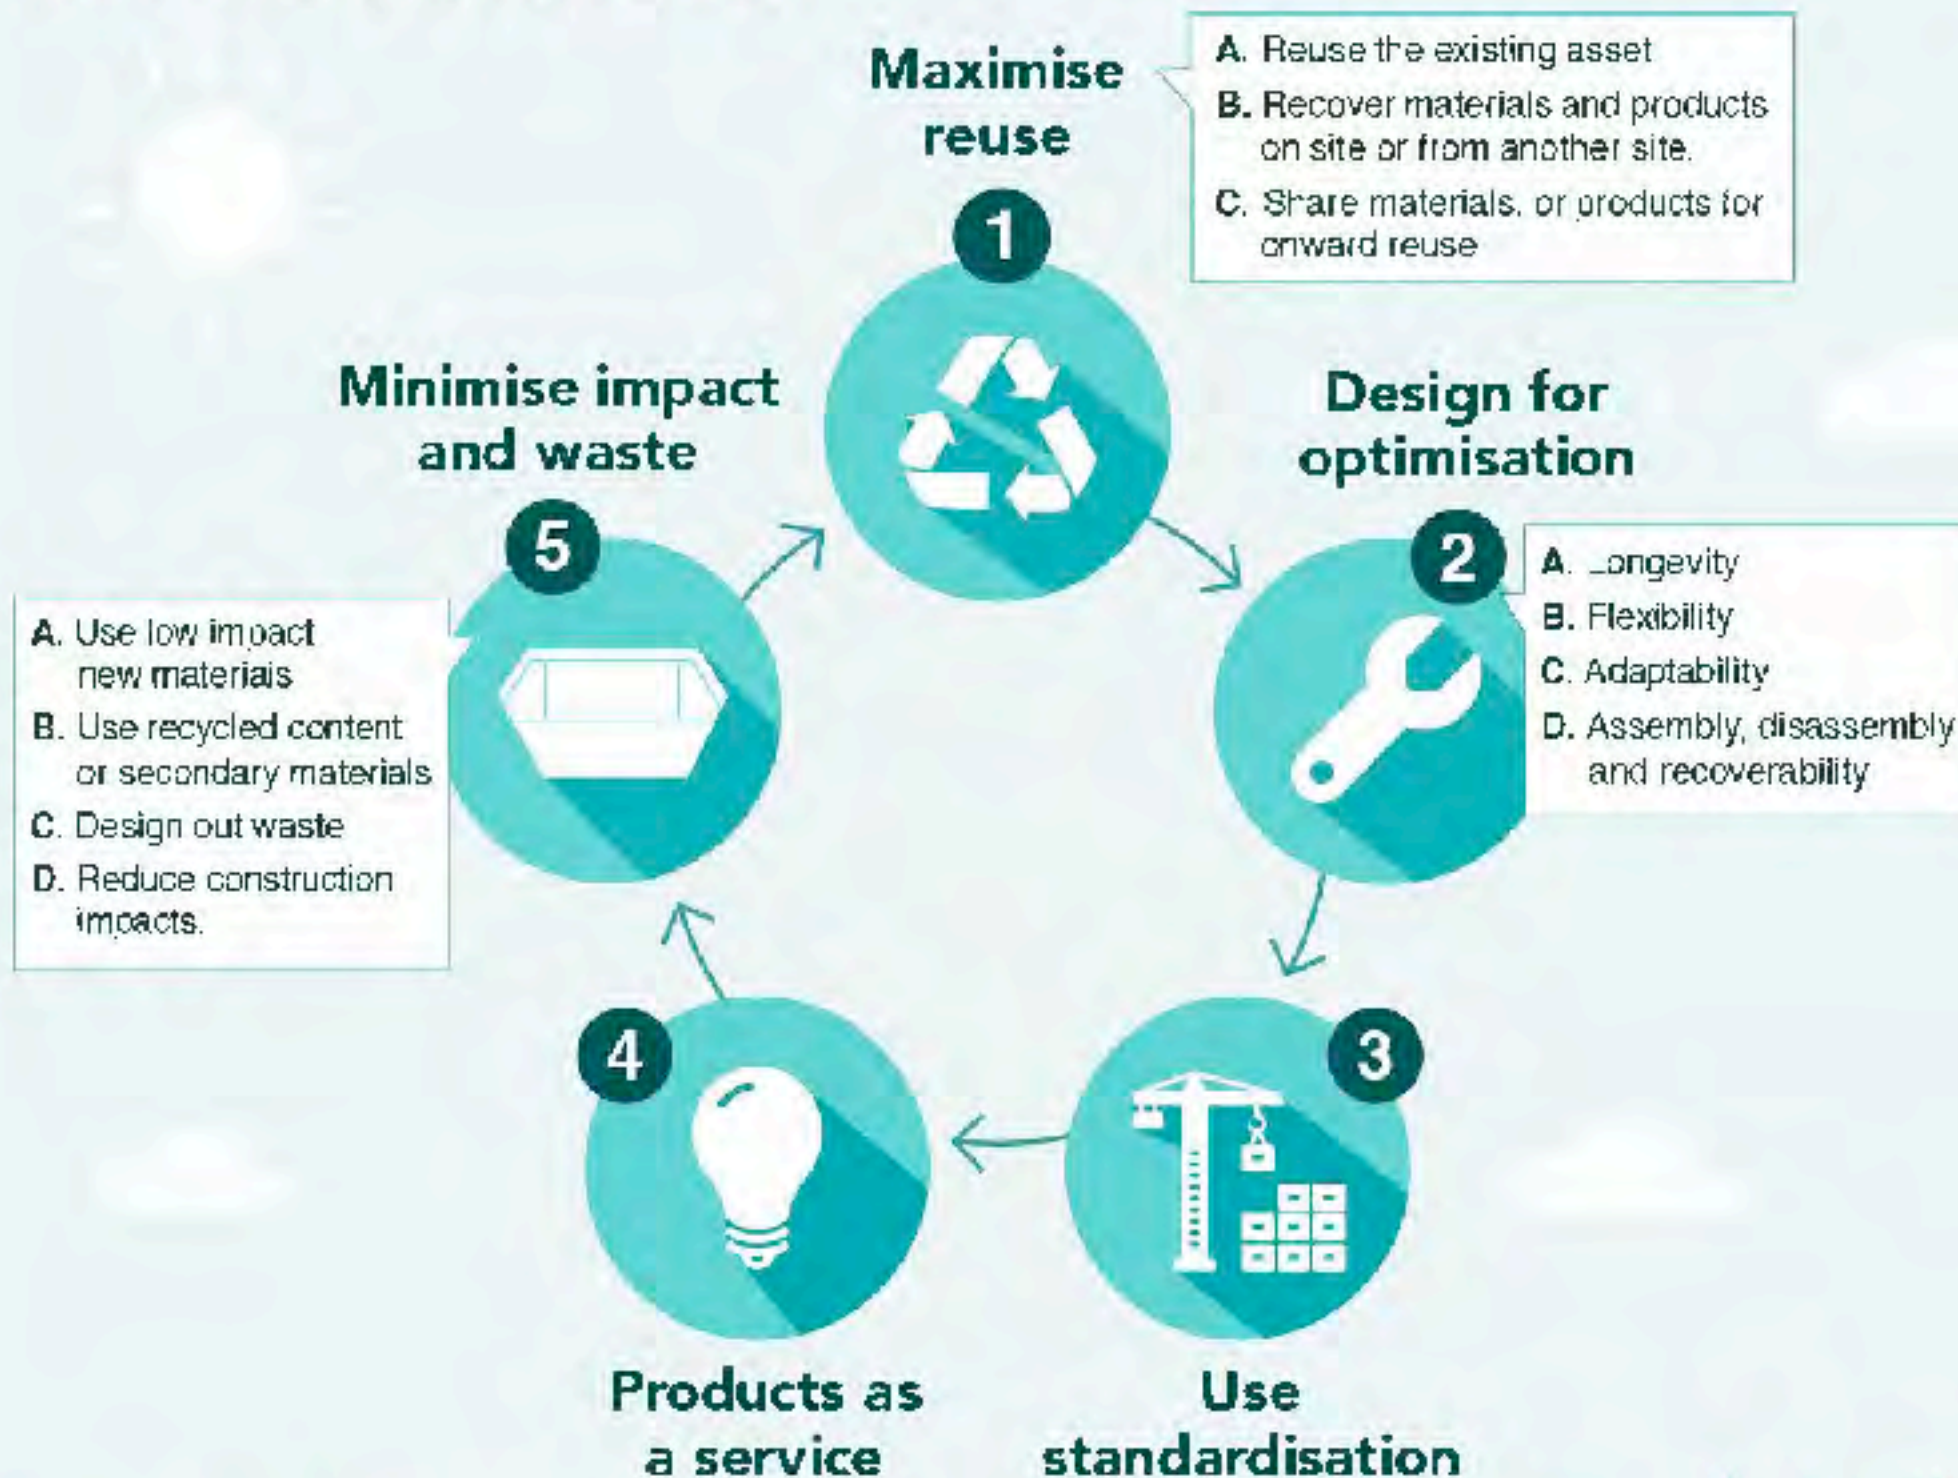 Maximise
reuse
1
A. Reuse the existing asset
B. Recover materials and products
on site or from another site.
C. Share materials, or products for
onward reuse
Design for
optimisation
2
A. Longevity
B. Flexibility
C. Adaptability
D. Assembly, disassembly
and recoverability
3
Use
standardisation
4
Products as
a service
Minimise impact
and waste
5
A. Use low impact
new materials
B. Use recycled content
or secondary materials
C. Design out waste
D. Reduce construction
impacts.